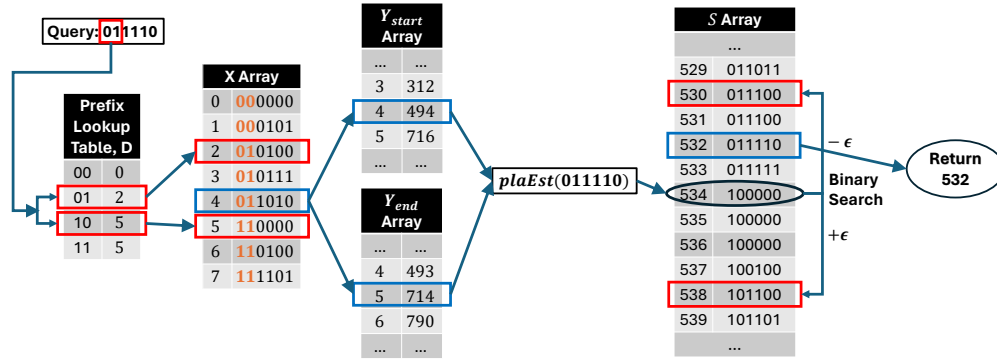 Query: 011110
Prefix
Lookup
Table, D
00 0
01 2
10 5
11 5
X Array
0 000000
1 000101
2 010100
3 010111
4 011010
5 110000
6 110100
7 111101
Y_start
Array
... ...
3 312
4 494
5 716
... ...
Y_end
Array
... ...
4 493
5 714
6 790
... ...
plaEst(011110)
S Array
...
529 011011
530 011100
531 011100
532 011110
533 011111
534 100000
535 100000
536 100000
537 100100
538 101100
539 101101
...
− ϵ
Binary
Search
+ϵ
Return
532